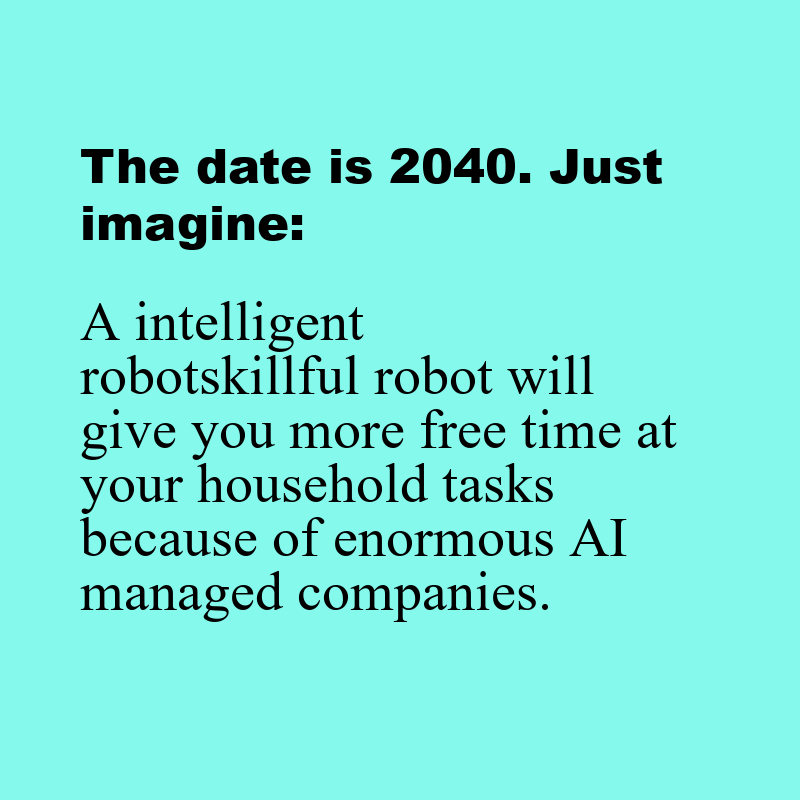 The date is 2040. Just
imagine:
A intelligent
robotskillful robot will
give you more free time at
your household tasks
because of enormous AI
managed companies.